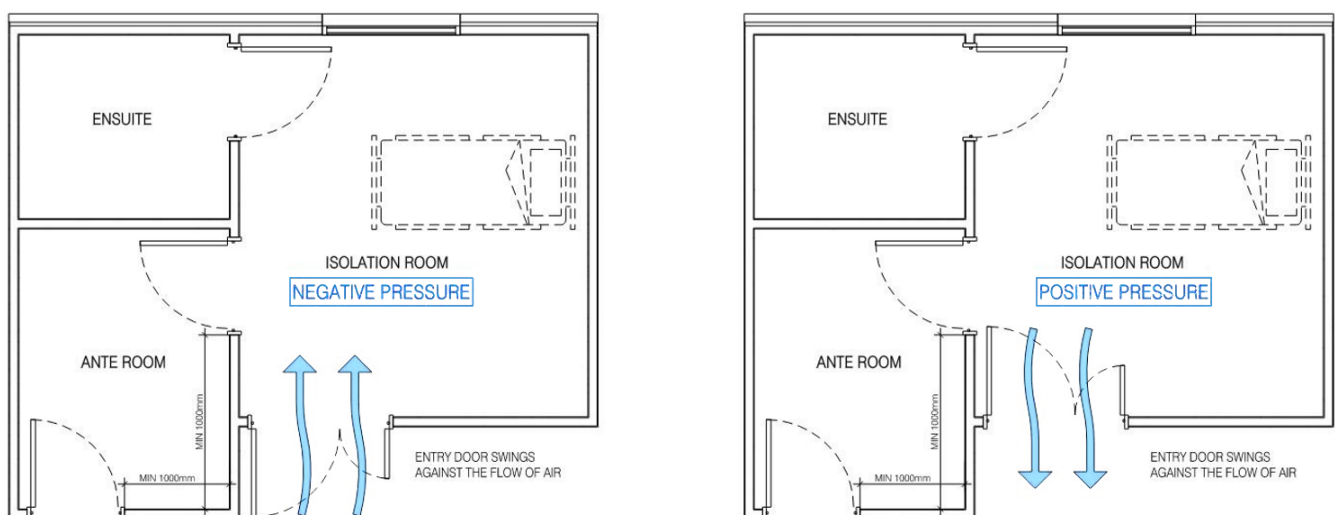 ENSUITE
ISOLATION ROOM
NEGATIVE PRESSURE
ANTE ROOM
MIN 1000mm
MIN 1000mm
ENTRY DOOR SWINGS
AGAINST THE FLOW OF AIR
ENSUITE
ISOLATION ROOM
POSITIVE PRESSURE
ANTE ROOM
MIN 1000mm
MIN 1000mm
ENTRY DOOR SWINGS
AGAINST THE FLOW OF AIR